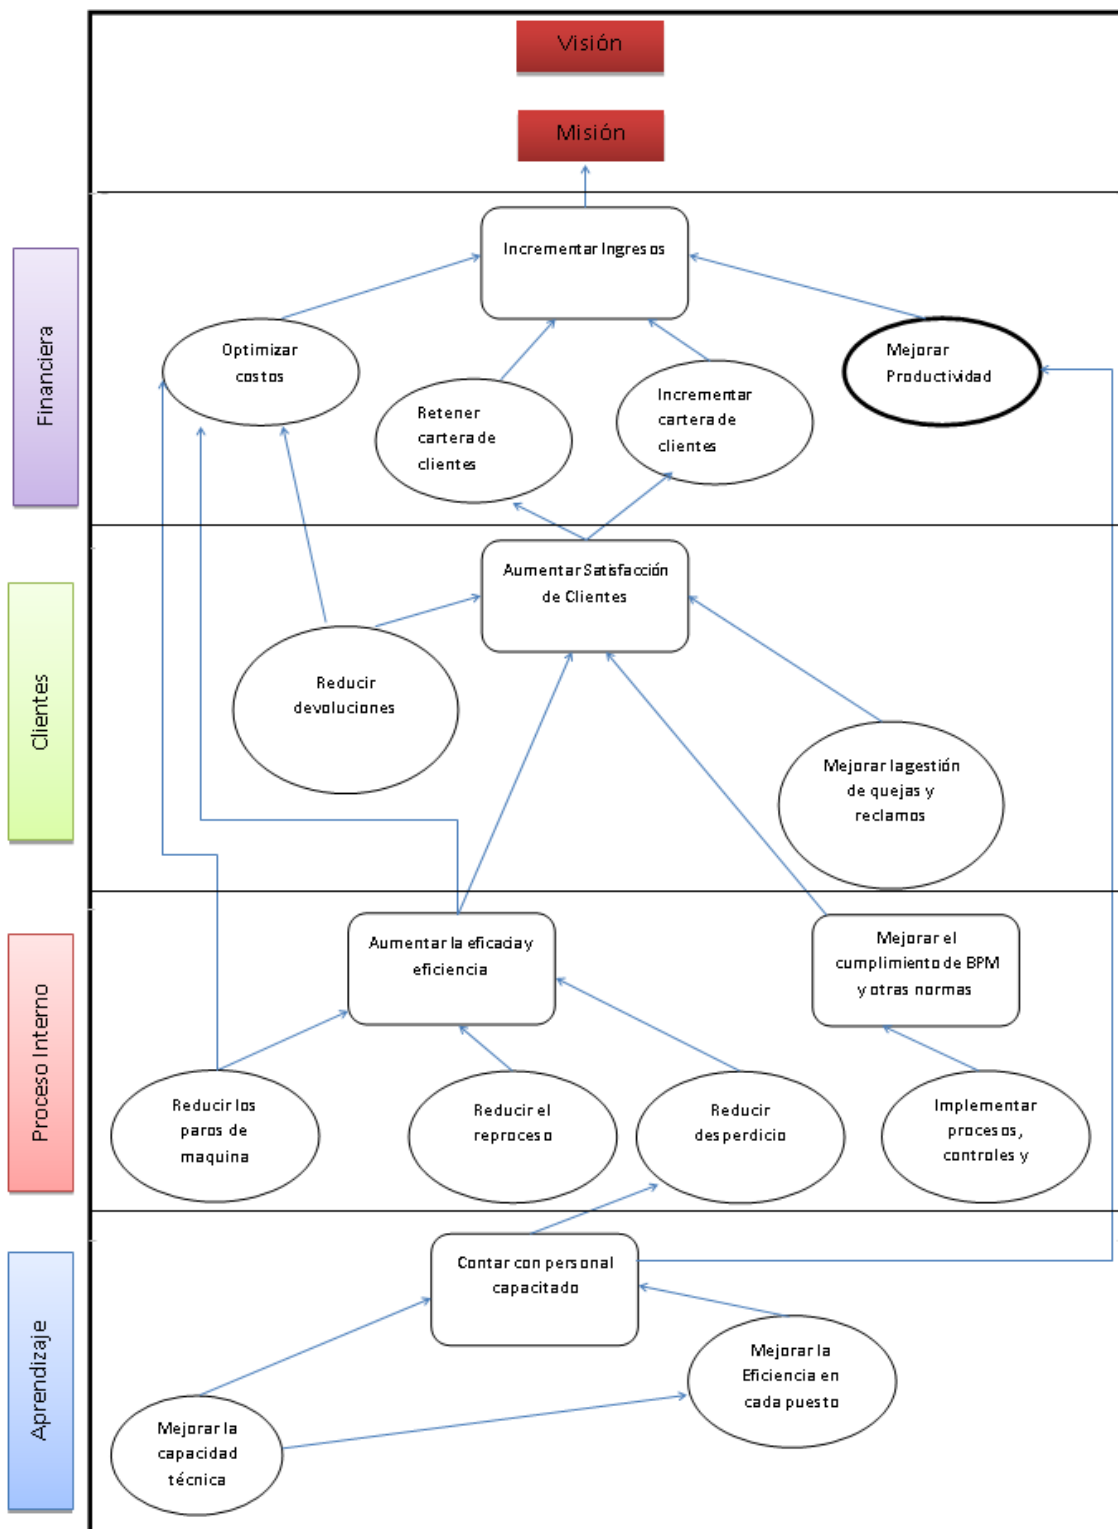 Visión
Misión
Financiera
Incrementar Ingresos
Optimizar
costos
Retener
cartera de
clientes
Incrementar
cartera de
clientes
Mejorar
Productividad
Clientes
Aumentar Satisfacción
de Clientes
Reducir
devoluciones
Mejorar la gestión
de quejas y
reclamos
Proceso Interno
Aumentar la eficacia y
eficiencia
Mejorar el
cumplimiento de BPM
y otras normas
Reducir los
paros de
maquina
Reducir el
reproceso
Reducir
desperdicio
Implementar
procesos,
controles y
Aprendizaje
Contar con personal
capacitado
Mejorar la
Eficiencia en
cada puesto
Mejorar la
capacidad
técnica